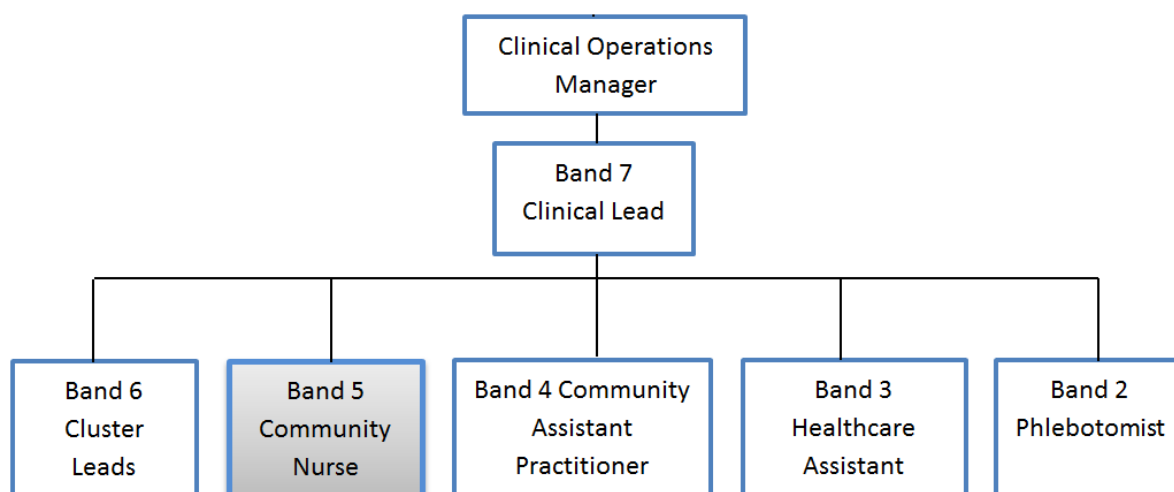 Clinical Operations
Manager
Band 7
Clinical Lead
Band 6
Cluster
Leads
Band 5
Community
Nurse
Band 4 Community
Assistant
Practitioner
Band 3
Healthcare
Assistant
Band 2
Phlebotomist